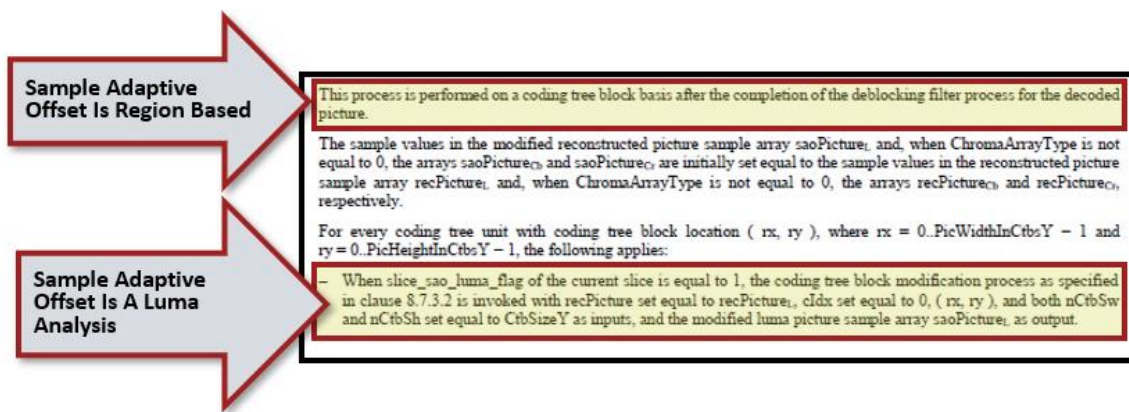 Sample Adaptive
Offset Is Region Based
This process is performed on a coding tree block basis after the completion of the deblocking filter process for the decoded
picture.
The sample values in the modified reconstructed picture sample array saoPictureL and, when ChromaArrayType is not
equal to 0, the arrays saoPictureCb and saoPictureCr are initially set equal to the sample values in the reconstructed picture
sample array recPictureL and, when ChromaArrayType is not equal to 0, the arrays recPictureCb and recPictureCr,
respectively.
For every coding tree unit with coding tree block location ( rx, ry ), where rx = 0..PicWidthInCtbsY − 1 and
ry = 0..PicHeightInCtbsY − 1, the following applies:
Sample Adaptive
Offset Is A Luma
Analysis
– When slice_sao_luma_flag of the current slice is equal to 1, the coding tree block modification process as specified
in clause 8.7.3.2 is invoked with recPicture set equal to recPictureL, cIdx set equal to 0, ( rx, ry ), and both nCtbSw
and nCtbSh set equal to CtbSizeY as inputs, and the modified luma picture sample array saoPictureL as output.